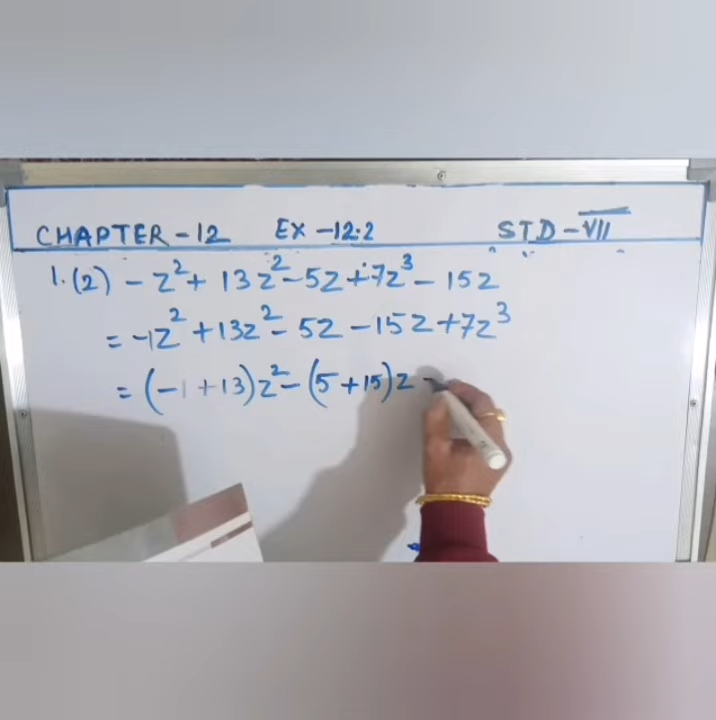 CHAPTER - 12 EX - 12.2 STD - VII
1. (2) - z² + 13z² - 5z + 7z³ - 15z
= -1z² + 13z² - 5z - 15z + 7z³
= (-1 + 13)z² - (5 + 15)z